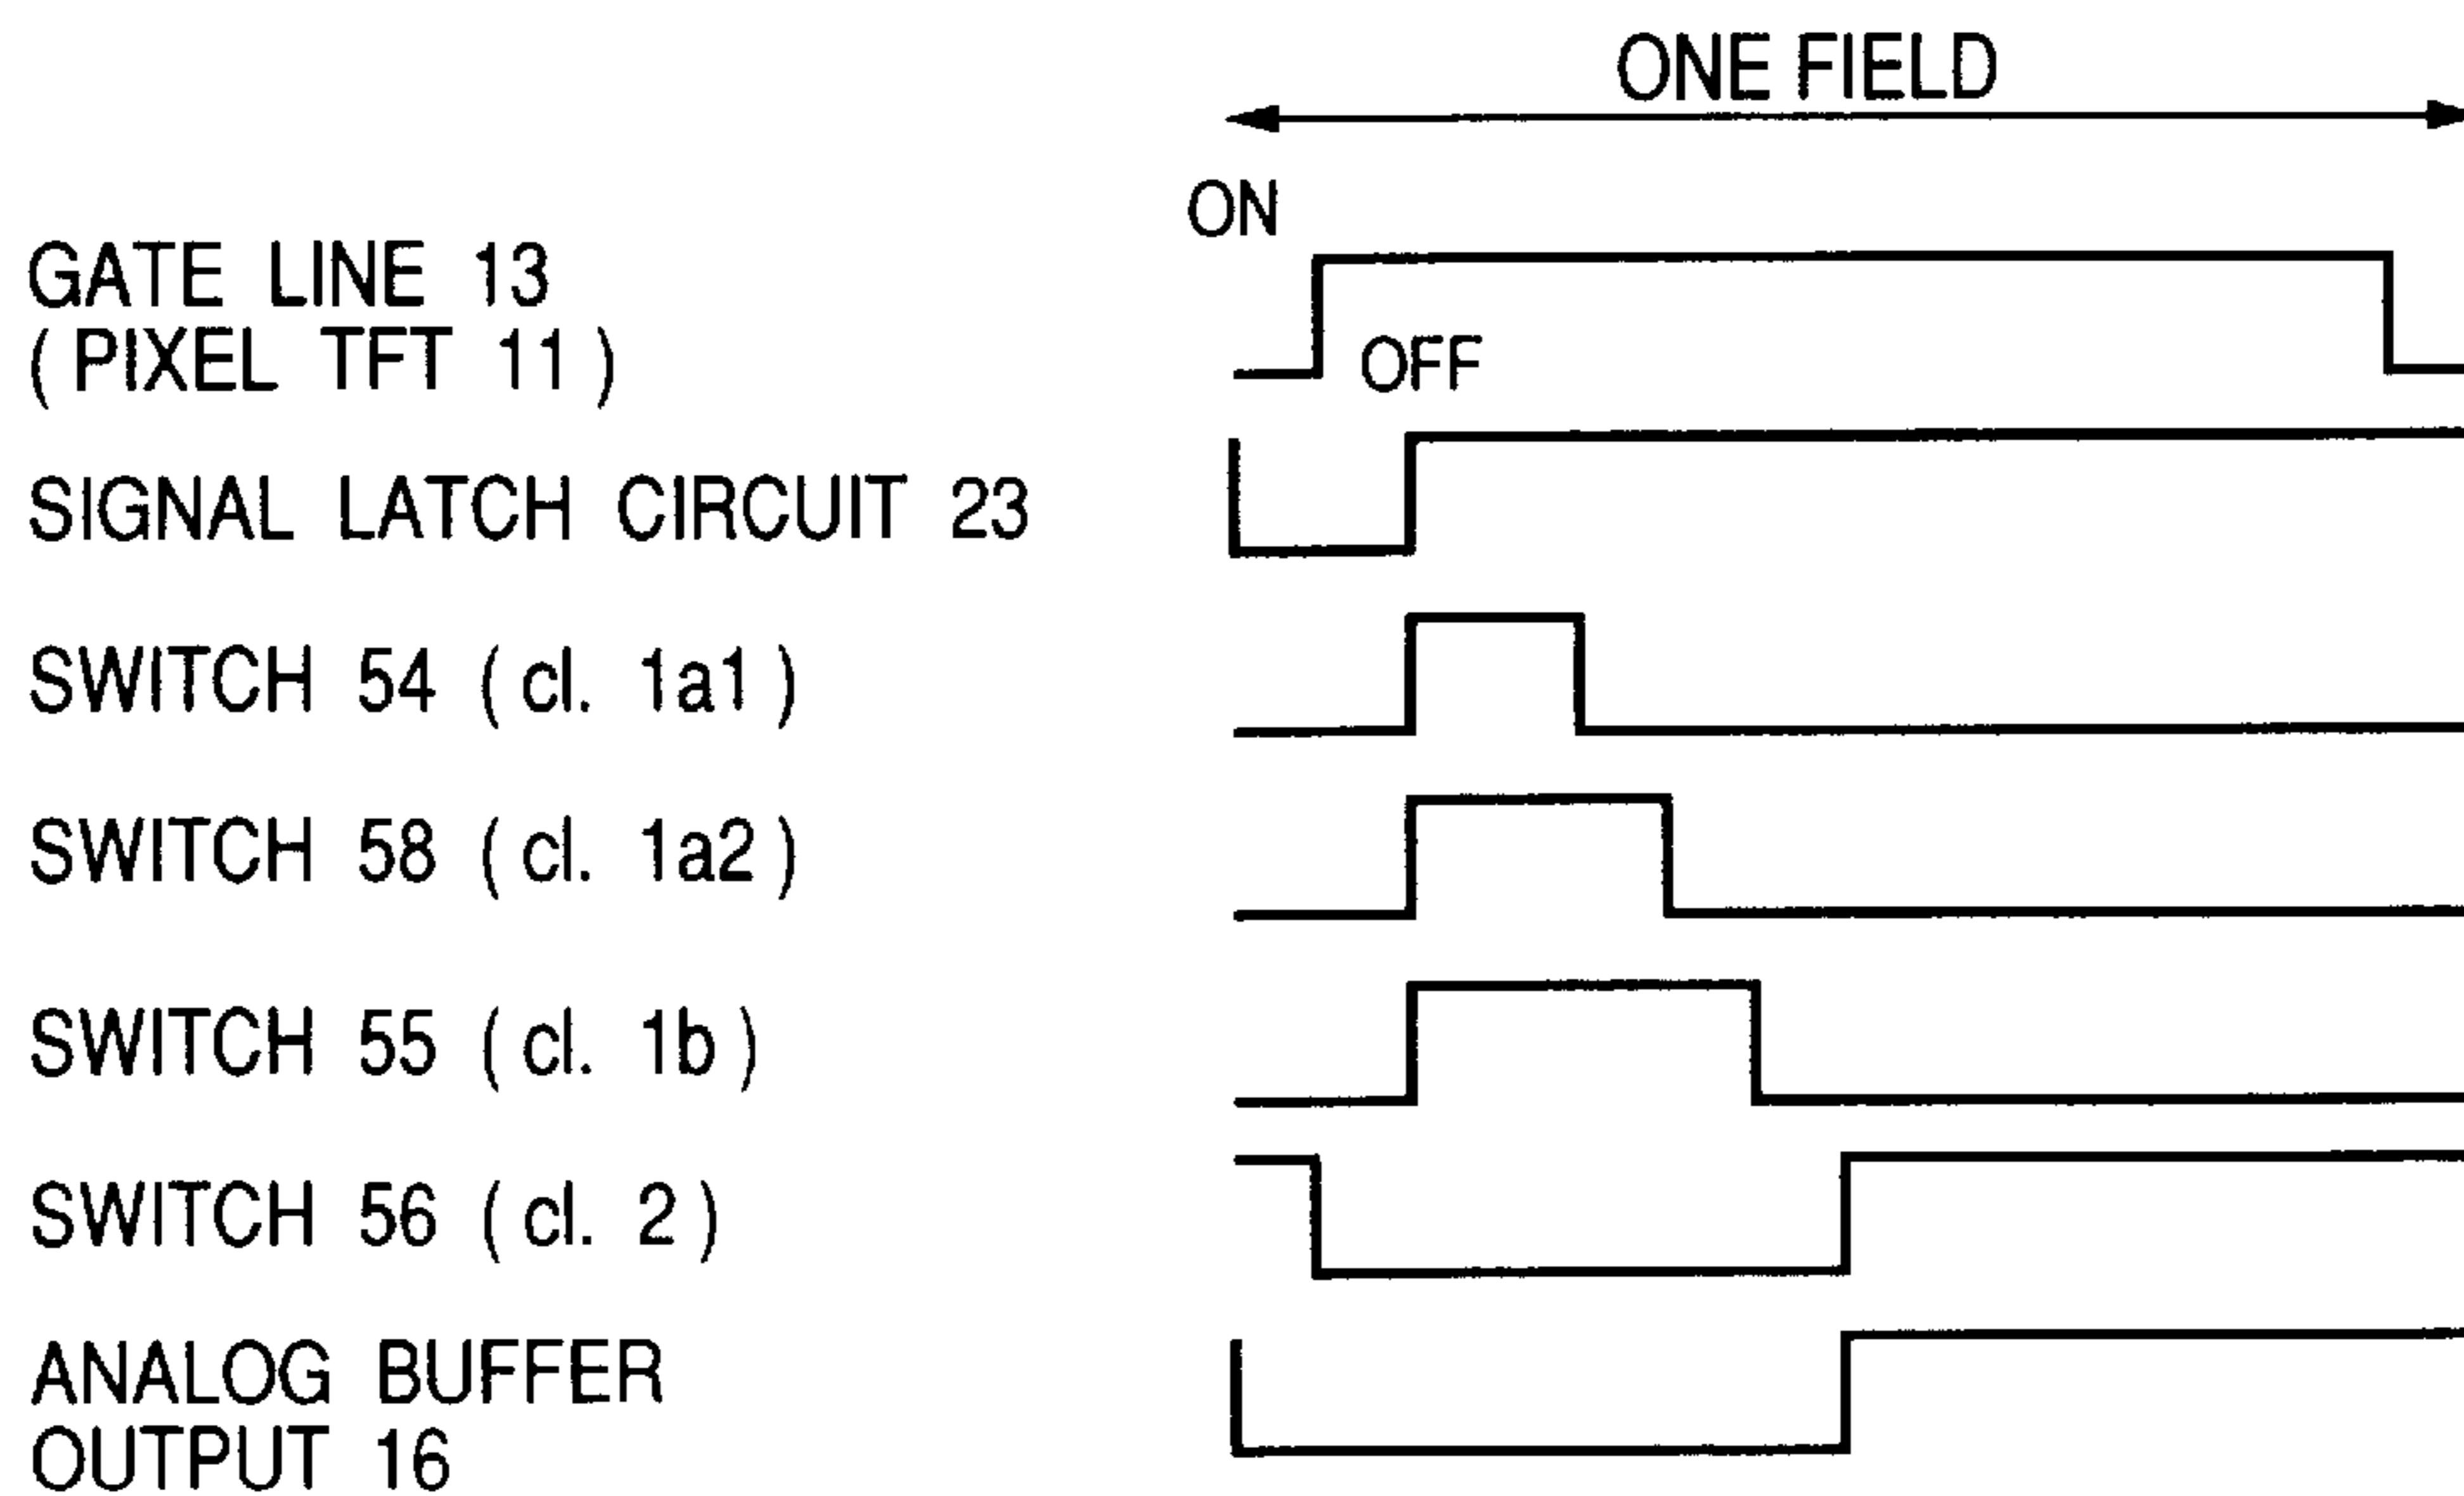 ONE FIELD
ON
GATE LINE 13
( PIXEL TFT 11 )
OFF
SIGNAL LATCH CIRCUIT 23
SWITCH 54 ( cl. 1a1 )
SWITCH 58 ( cl. 1a2 )
SWITCH 55 ( cl. 1b )
SWITCH 56 ( cl. 2 )
ANALOG BUFFER
OUTPUT 16